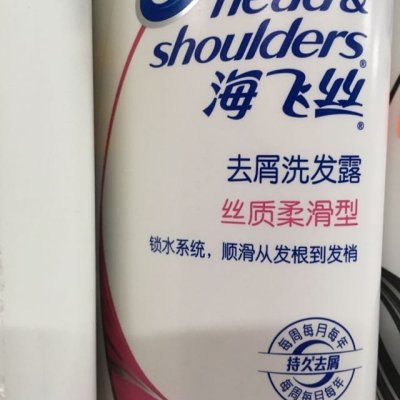 head &
shoulders®
海飞丝®
去屑洗发露
丝质柔滑型
锁水系统，顺滑从发根到发梢
每周每月每年
持久去屑
每周每月每年